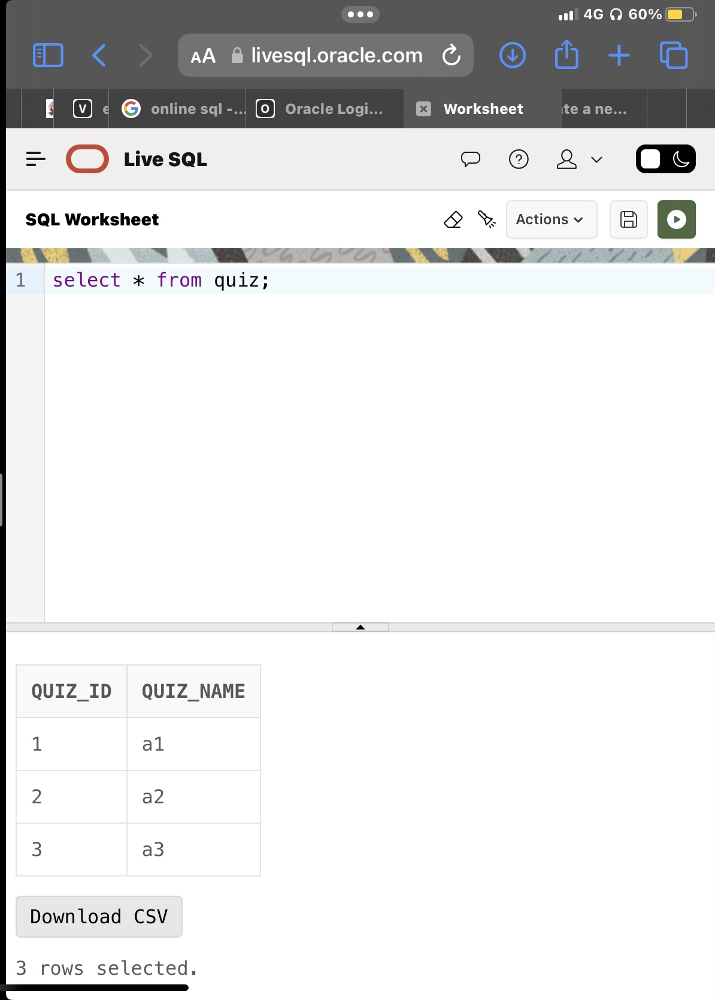 4G 60%
AA livesql.oracle.com
V e online sql -... O Oracle Logi... Worksheet te a ne...
Live SQL
SQL Worksheet Actions
1 select * from quiz;
QUIZ_ID QUIZ_NAME
1 a1
2 a2
3 a3
Download CSV
3 rows selected.